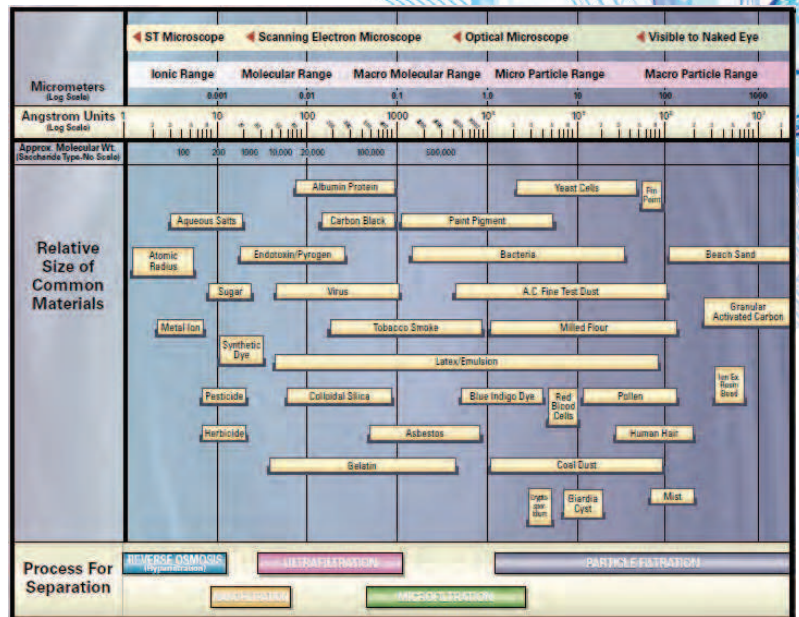 ST Microscope Scanning Electron Microscope Optical Microscope Visible to Naked Eye
Ionic Range Molecular Range Macro Molecular Range Micro Particle Range Macro Particle Range
Micrometers
(Log Scale)
0.001 0.01 0.1 1.0 10 100 1000
Angstrom Units
(Log Scale)
1 10 100 1000
Approx. Molecular Wt.
(Saccharide Type-No Scale)
100 200 1000 10,000 20,000 100,000 500,000
Relative
Size of
Common
Materials
Albumin Protein Yeast Cells
Pin
Point
Aqueous Salts Carbon Black Paint Pigment
Atomic
Radius
Endotoxin/Pyrogen Bacteria Beach Sand
Sugar Virus A.C. Fine Test Dust
Granular
Activated Carbon
Metal Ion Tobacco Smoke Milled Flour
Synthetic
Dye
Latex/Emulsion
Ion Ex.
Resin
Bead
Pesticide Colloidal Silica Blue Indigo Dye
Red
Blood
Cells
Pollen
Herbicide Asbestos Human Hair
Gelatin Coal Dust
Giardia
Cyst
Mist
Process For
Separation
REVERSE OSMOSIS
(Hyperfiltration)
ULTRAFILTRATION PARTICLE FILTRATION
NANOFILTRATION MICROFILTRATION